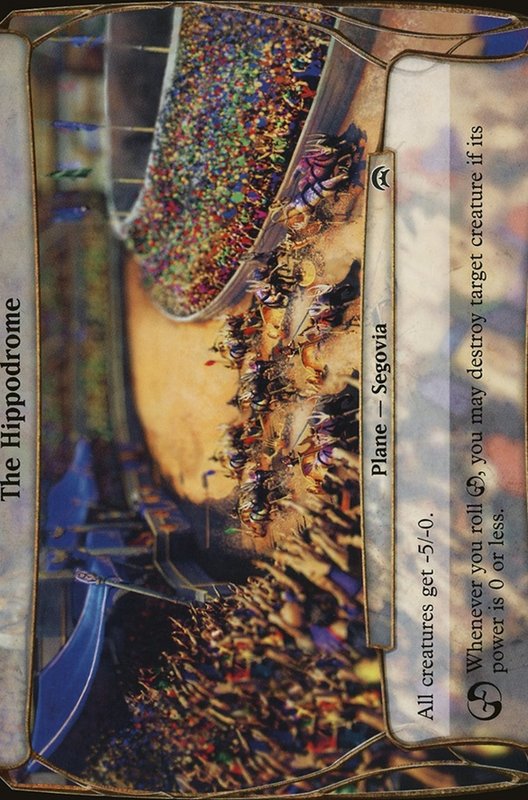 The Hippodrome
Plane — Segovia
All creatures get -5/-0.
Whenever you roll , you may destroy target creature if its
power is 0 or less.